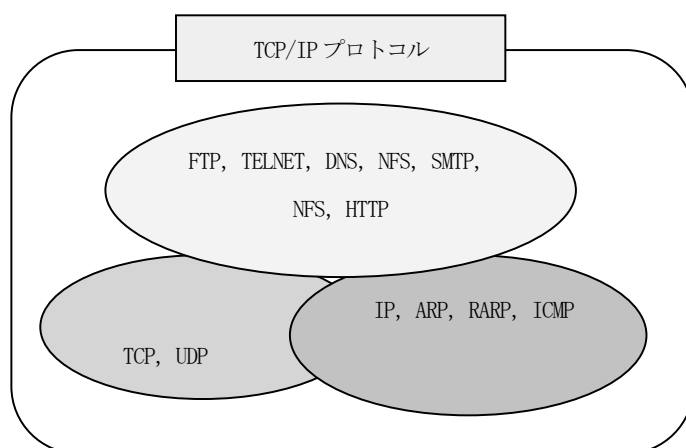 TCP/IP プロトコル
FTP, TELNET, DNS, NFS, SMTP,
NFS, HTTP
IP, ARP, RARP, ICMP
TCP, UDP